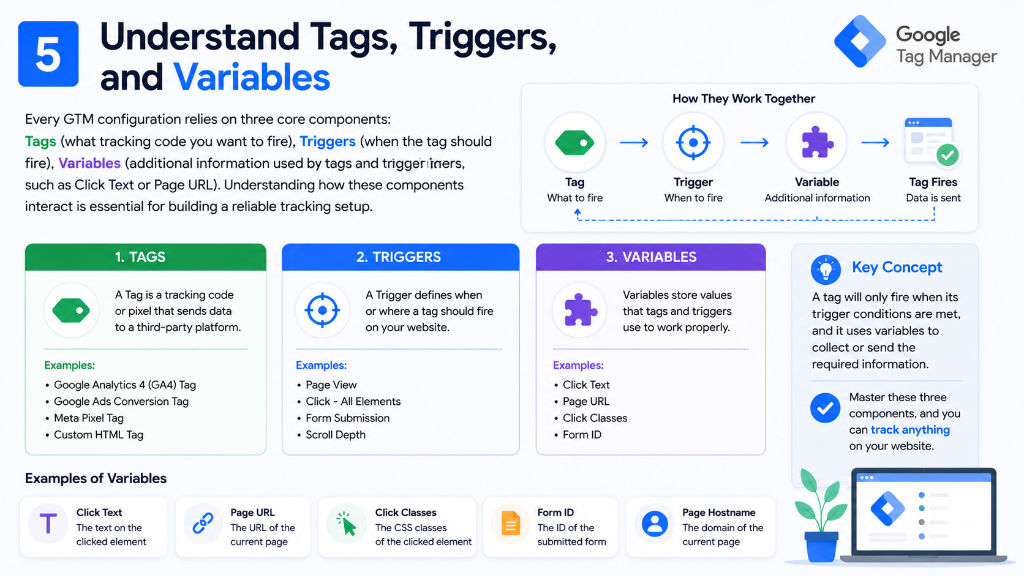 5
Understand Tags, Triggers,
and Variables
Google
Tag Manager
Every GTM configuration relies on three core components:
Tags (what tracking code you want to fire), Triggers (when the tag should
fire), Variables (additional information used by tags and
such as Click Text or Page URL). Understanding how these components
interact is essential for building a reliable tracking setup.
How They Work Together
Tag
What to fire
Trigger
When to fire
Variable
Additional information
Tag Fires
Data is sent
1. TAGS
A Tag is a tracking code
or pixel that sends data
to a third-party platform.
Examples:
• Google Analytics 4 (GA4) Tag
• Google Ads Conversion Tag
• Meta Pixel Tag
• Custom HTML Tag
2. TRIGGERS
A Trigger defines when
or where a tag should fire
on your website.
Examples:
• Page View
• Click - All Elements
• Form Submission
• Scroll Depth
3. VARIABLES
Variables store values
that tags and triggers
use to work properly.
Examples:
• Click Text
• Page URL
• Click Classes
• Form ID
Key Concept
A tag will only fire when its
trigger conditions are met,
and it uses variables to
collect or send the
required information.
Master these three
components, and you
can track anything
on your website.
Examples of Variables
T
Click Text
The text on the
clicked element
Page URL
The URL of the
current page
Click Classes
The CSS classes
of the clicked element
Form ID
The ID of the
submitted form
Page Hostname
The domain of the
current page